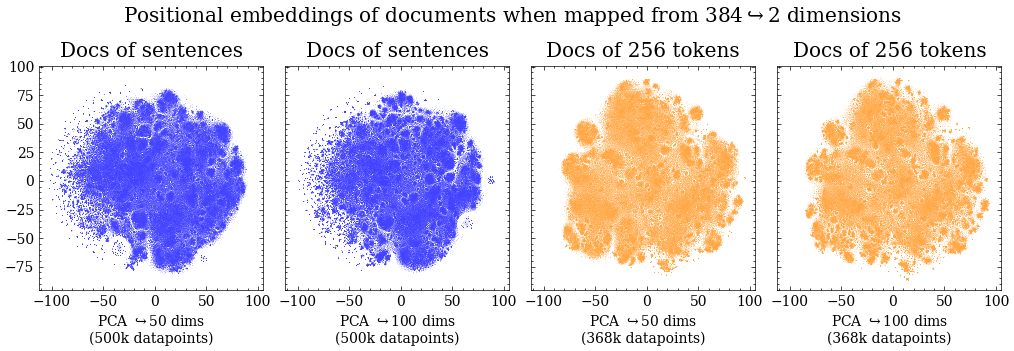 Positional embeddings of documents when mapped from 384↪2 dimensions
Docs of sentences
Docs of sentences
Docs of 256 tokens
Docs of 256 tokens
100
75
50
25
0
−25
−50
−75
−100 −50 0 50 100
−100 −50 0 50 100
−100 −50 0 50 100
−100 −50 0 50 100
PCA ↪50 dims
(500k datapoints)
PCA ↪100 dims
(500k datapoints)
PCA ↪50 dims
(368k datapoints)
PCA ↪100 dims
(368k datapoints)